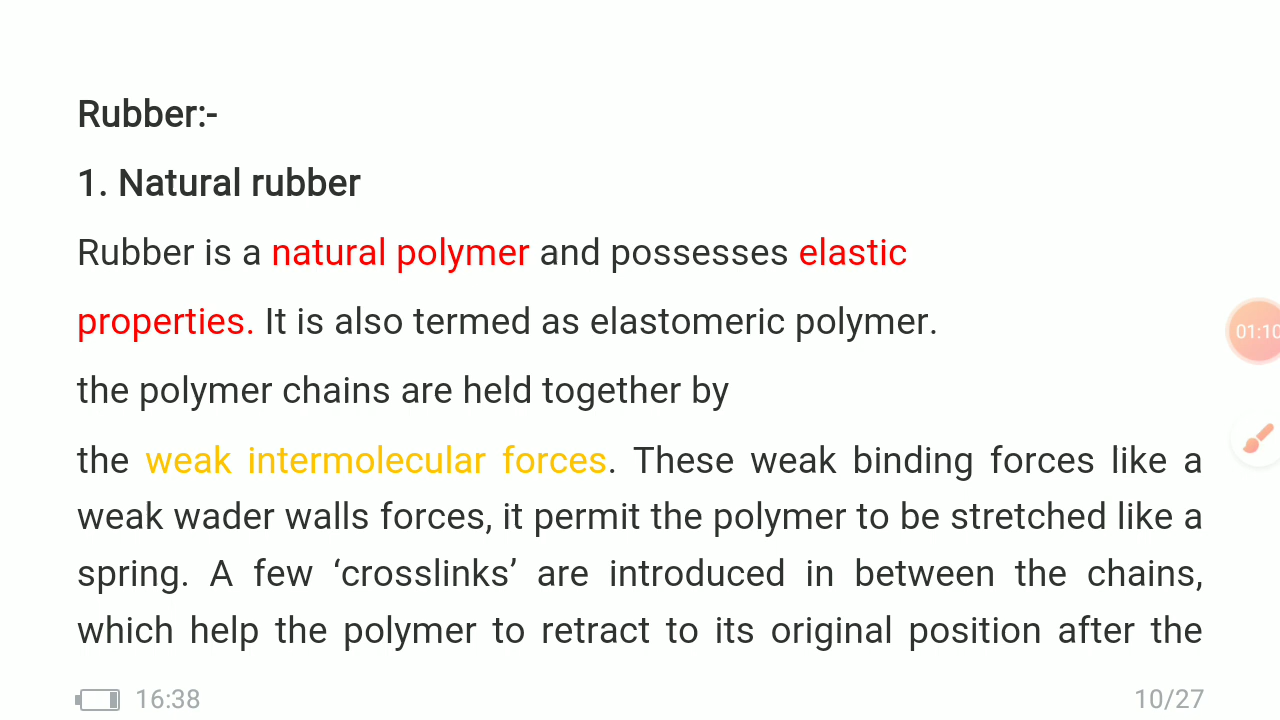 Rubber:-
1. Natural rubber
Rubber is a natural polymer and possesses elastic
properties. It is also termed as elastomeric polymer.
the polymer chains are held together by
the weak intermolecular forces. These weak binding forces like a
weak wader walls forces, it permit the polymer to be stretched like a
spring. A few ‘crosslinks’ are introduced in between the chains,
which help the polymer to retract to its original position after the
16:38
10/27
01:10